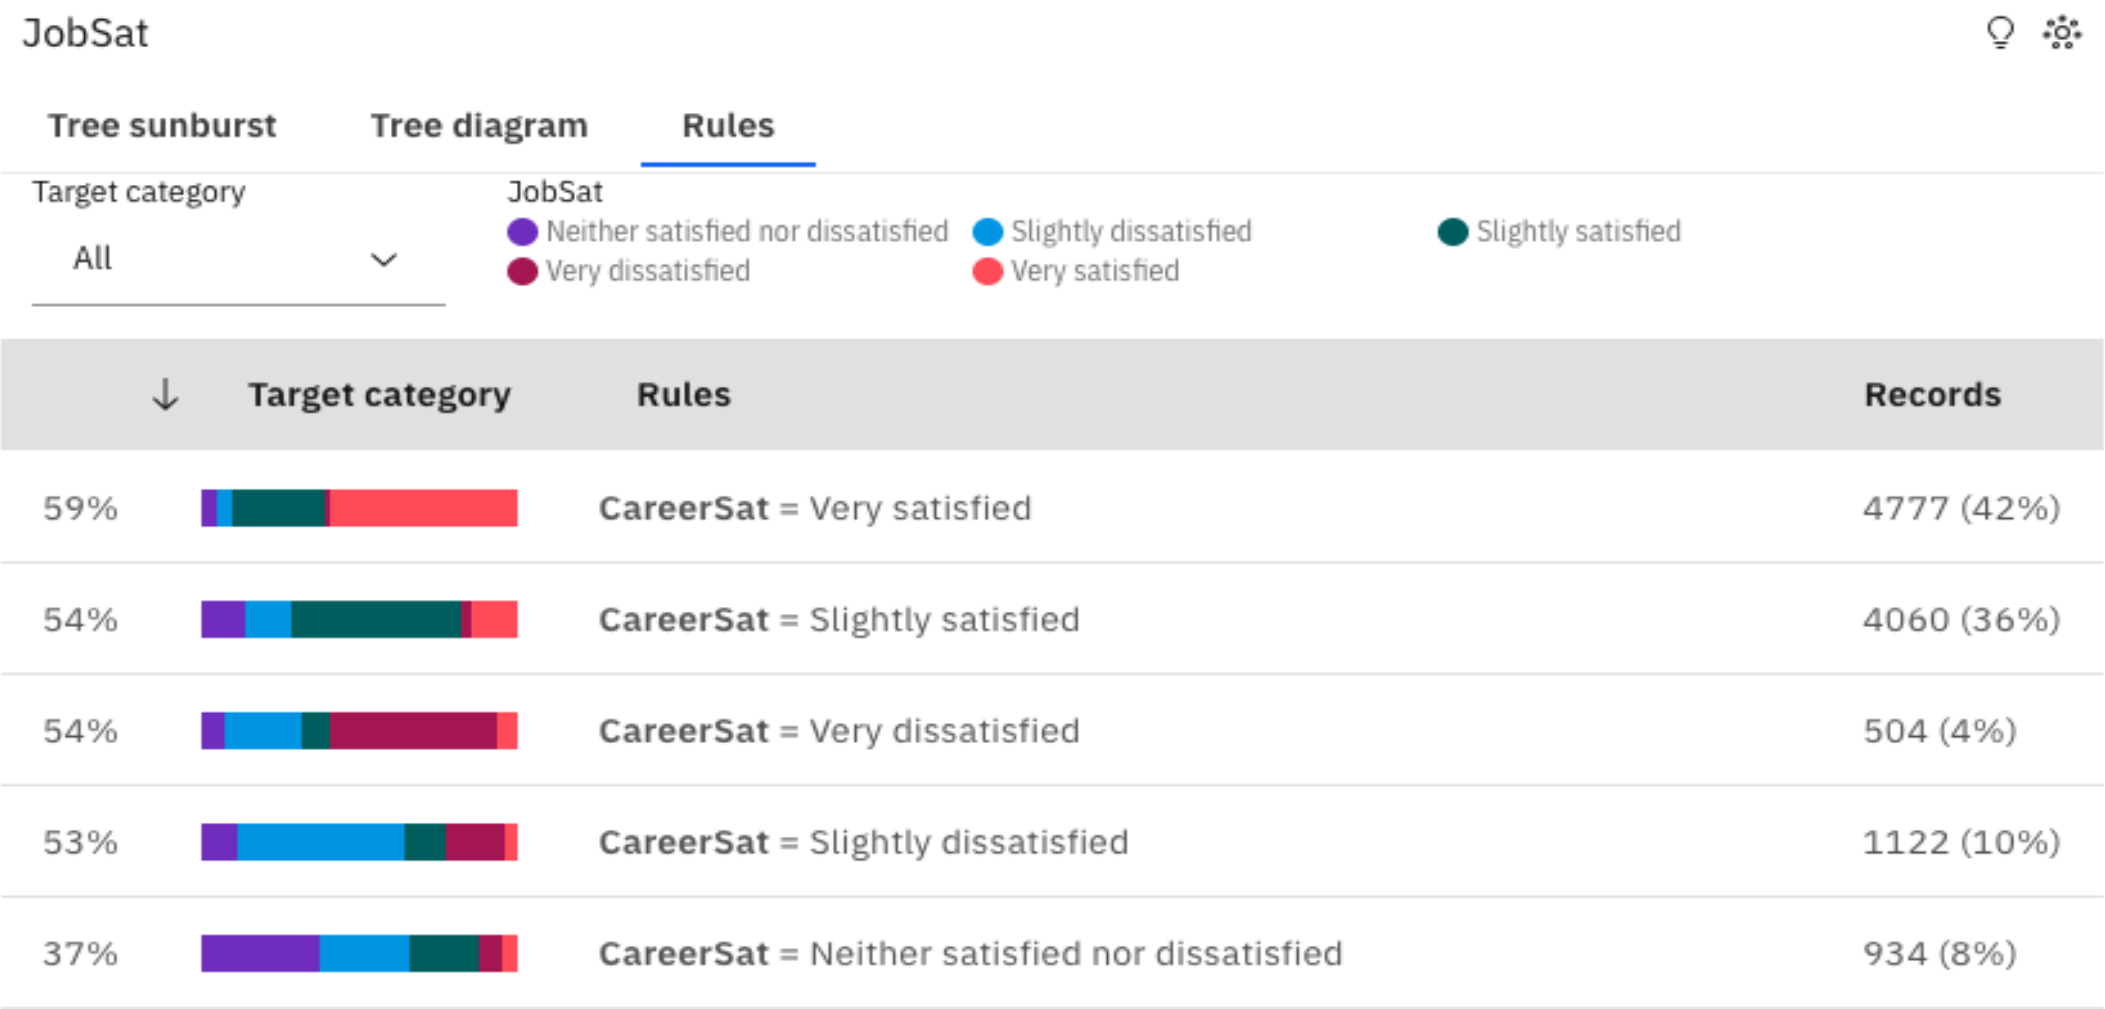 JobSat
Tree sunburst Tree diagram Rules
Target category
All
JobSat
Neither satisfied nor dissatisfied Slightly dissatisfied Slightly satisfied
Very dissatisfied Very satisfied
Target category Rules Records
59% CareerSat = Very satisfied 4777 (42%)
54% CareerSat = Slightly satisfied 4060 (36%)
54% CareerSat = Very dissatisfied 504 (4%)
53% CareerSat = Slightly dissatisfied 1122 (10%)
37% CareerSat = Neither satisfied nor dissatisfied 934 (8%)